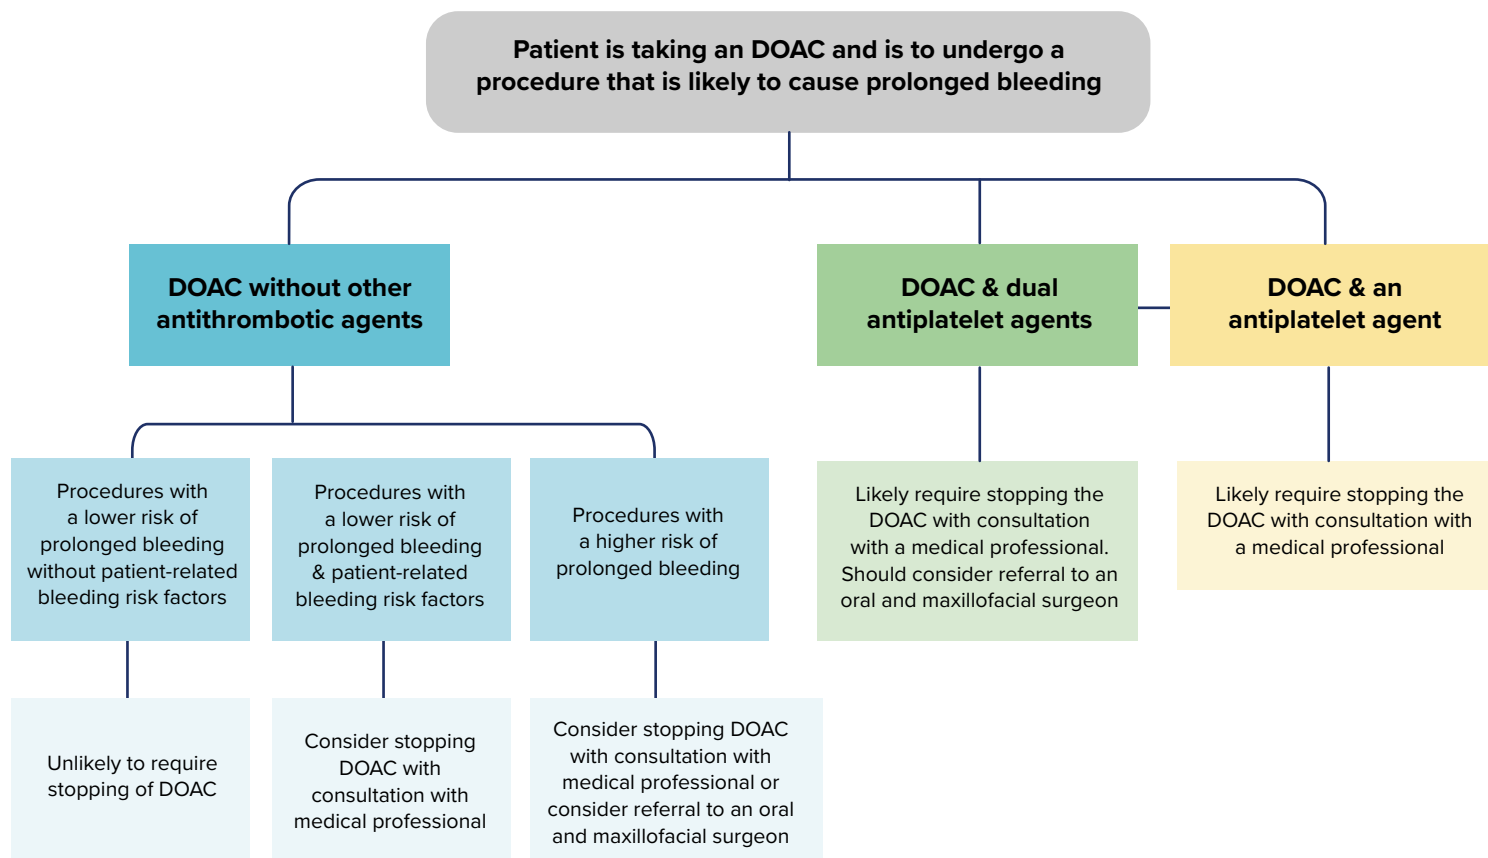 Patient is taking an DOAC and is to undergo a
procedure that is likely to cause prolonged bleeding
DOAC without other
antithrombotic agents
DOAC & dual
antiplatelet agents
DOAC & an
antiplatelet agent
Procedures with
a lower risk of
prolonged bleeding
without patient-related
bleeding risk factors
Procedures with
a lower risk of
prolonged bleeding
& patient-related
bleeding risk factors
Procedures with
a higher risk of
prolonged bleeding
Likely require stopping the
DOAC with consultation
with a medical professional.
Should consider referral to an
oral and maxillofacial surgeon
Likely require stopping the
DOAC with consultation with
a medical professional
Unlikely to require
stopping of DOAC
Consider stopping
DOAC with
consultation with
medical professional
Consider stopping DOAC
with consultation with
medical professional or
consider referral to an oral
and maxillofacial surgeon